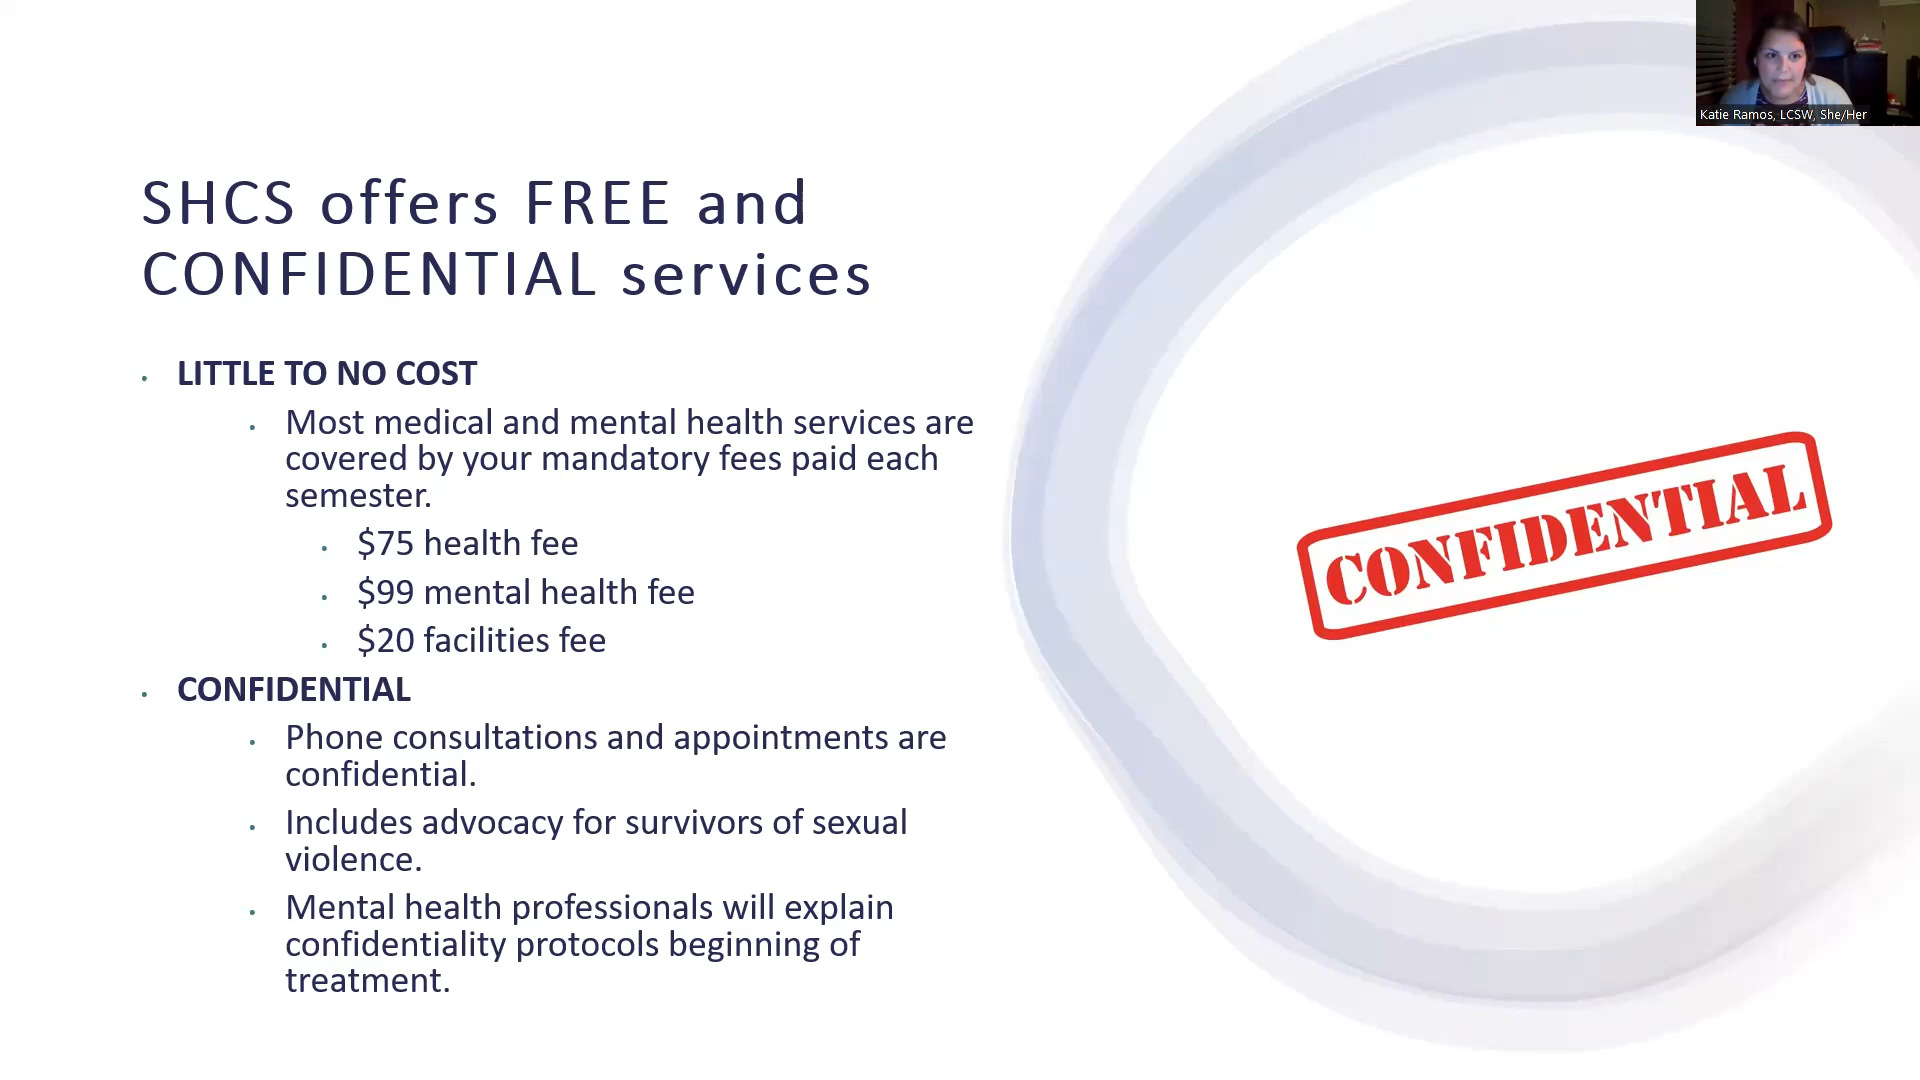 Katie Ramos, LCSW, She/Her
SHCS offers FREE and
CONFIDENTIAL services
• LITTLE TO NO COST
• Most medical and mental health services are
covered by your mandatory fees paid each
semester.
• $75 health fee
• $99 mental health fee
• $20 facilities fee
• CONFIDENTIAL
• Phone consultations and appointments are
confidential.
• Includes advocacy for survivors of sexual
violence.
• Mental health professionals will explain
confidentiality protocols beginning of
treatment.
CONFIDENTIAL